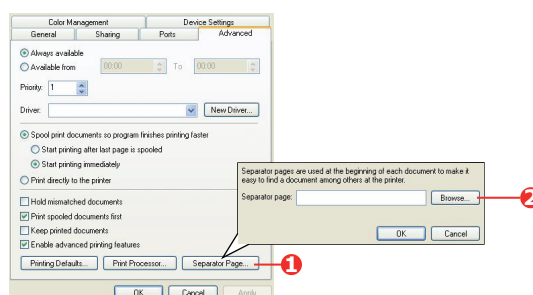 Color Management Device Settings
General Sharing Ports Advanced
Always available
Available from 00:00 To 00:00
Priority: 1
Driver: New Driver...
Spool print documents so program finishes printing faster
Start printing after last page is spooled
Start printing immediately
Print directly to the printer
Hold mismatched documents
Print spooled documents first
Keep printed documents
Enable advanced printing features
Printing Defaults... Print Processor... Separator Page...
OK Cancel Apply
Separator pages are used at the beginning of each document to make it
easy to find a document among others at the printer.
Separator page: Browse...
OK Cancel
1
2